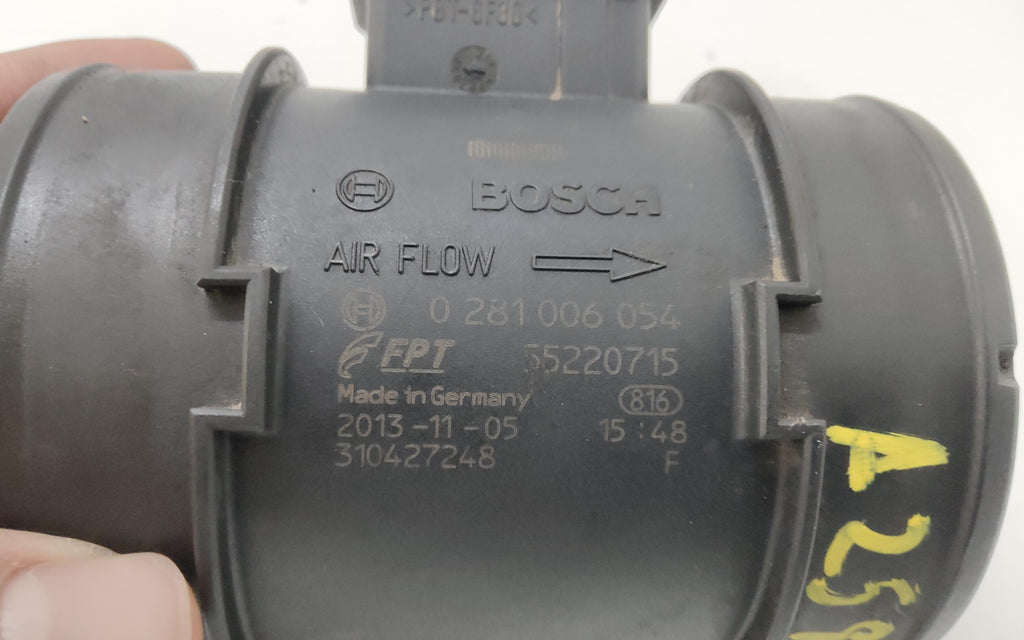 BOSCH
AIR FLOW
0 281 006 054
FPT 55220715
Made in Germany 816
2013-11-05 15:48
310427248 F
A 25